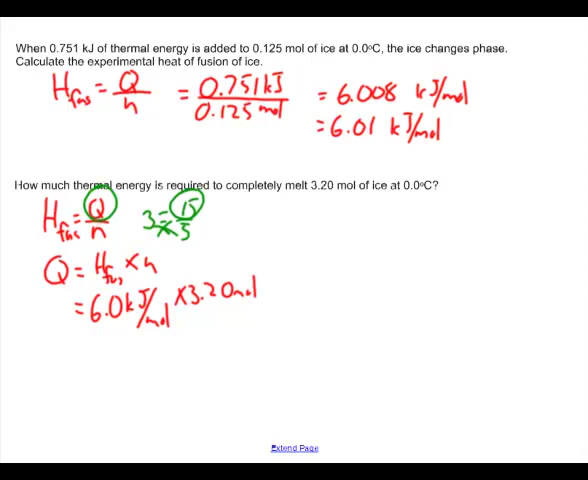 When 0.751 kJ of thermal energy is added to 0.125 mol of ice at 0.0°C, the ice changes phase.
Calculate the experimental heat of fusion of ice.
H_fus = Q/n = 0.751 kJ / 0.125 mol = 6.008 kJ/mol
= 6.01 kJ/mol
How much thermal energy is required to completely melt 3.20 mol of ice at 0.0°C?
H_fus = Q/n 3 = 15/5
Q = H_fus × n
= 6.0 kJ/mol × 3.20 mol
Extend Page